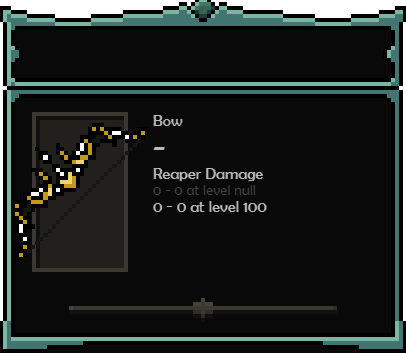 Bow
–
Reaper Damage
0 - 0 at level null
0 - 0 at level 100